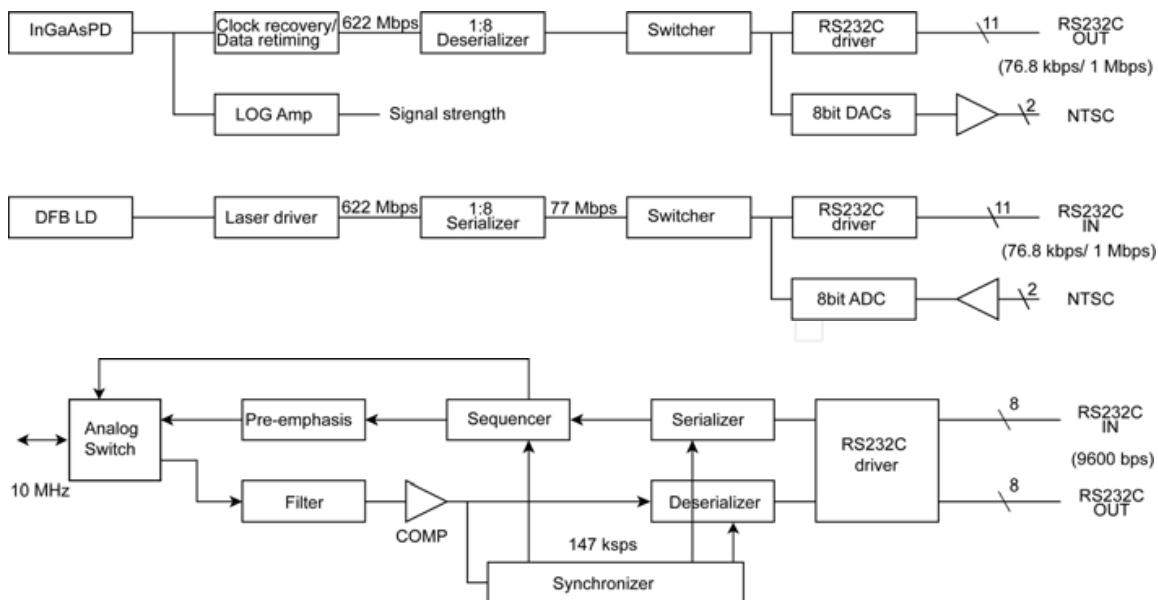 InGaAsPD
Clock recovery/
Data retiming
622 Mbps
1:8
Deserializer
Switcher
RS232C
driver
11
RS232C
OUT
(76.8 kbps/ 1 Mbps)
LOG Amp
Signal strength
8bit DACs
2
NTSC
DFB LD
Laser driver
622 Mbps
1:8
Serializer
77 Mbps
Switcher
RS232C
driver
11
RS232C
IN
(76.8 kbps/ 1 Mbps)
8bit ADC
2
NTSC
Analog
Switch
10 MHz
Pre-emphasis
Sequencer
Serializer
RS232C
driver
8
RS232C
IN
(9600 bps)
Filter
COMP
Deserializer
8
RS232C
OUT
147 ksps
Synchronizer